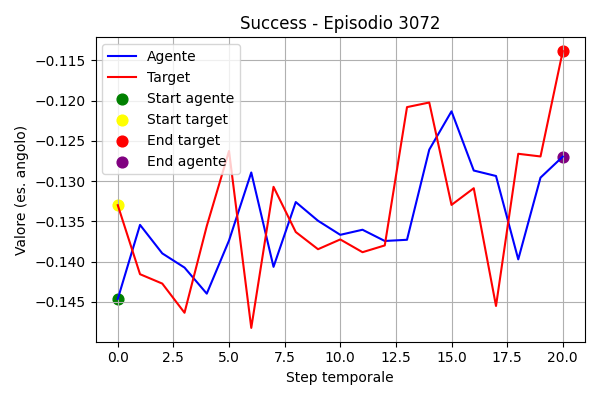 Success - Episodio 3072
Agente
Target
Start agente
Start target
End target
End agente
Valore (es. angolo)
−0.115
−0.120
−0.125
−0.130
−0.135
−0.140
−0.145
0.0 2.5 5.0 7.5 10.0 12.5 15.0 17.5 20.0
Step temporale